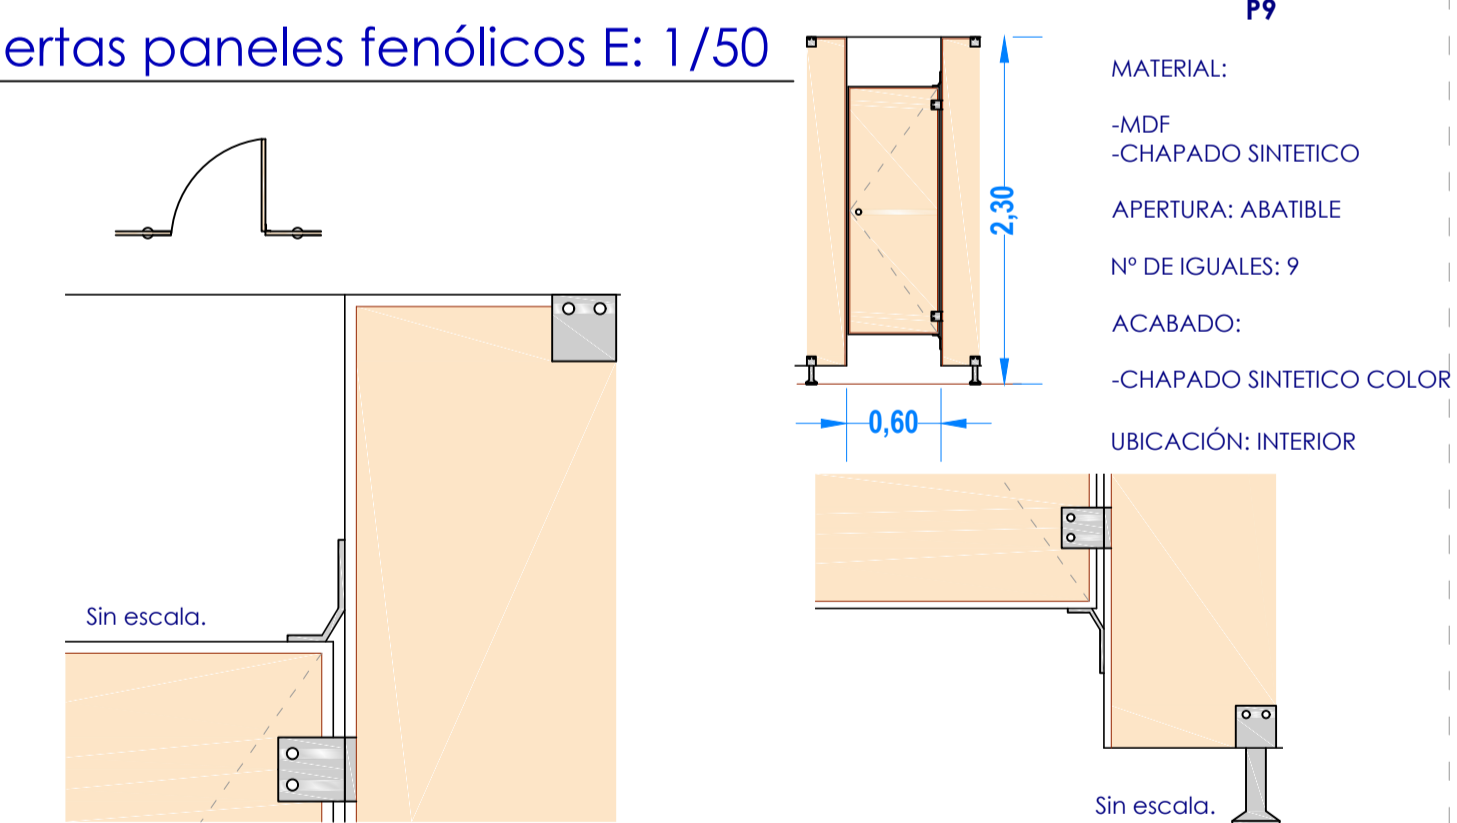 ertas paneles fenólicos E: 1/50
P9
MATERIAL:
-MDF
-CHAPADO SINTETICO
APERTURA: ABATIBLE
Nº DE IGUALES: 9
ACABADO:
-CHAPADO SINTETICO COLOR
UBICACIÓN: INTERIOR
2,30
0,60
Sin escala.
Sin escala.